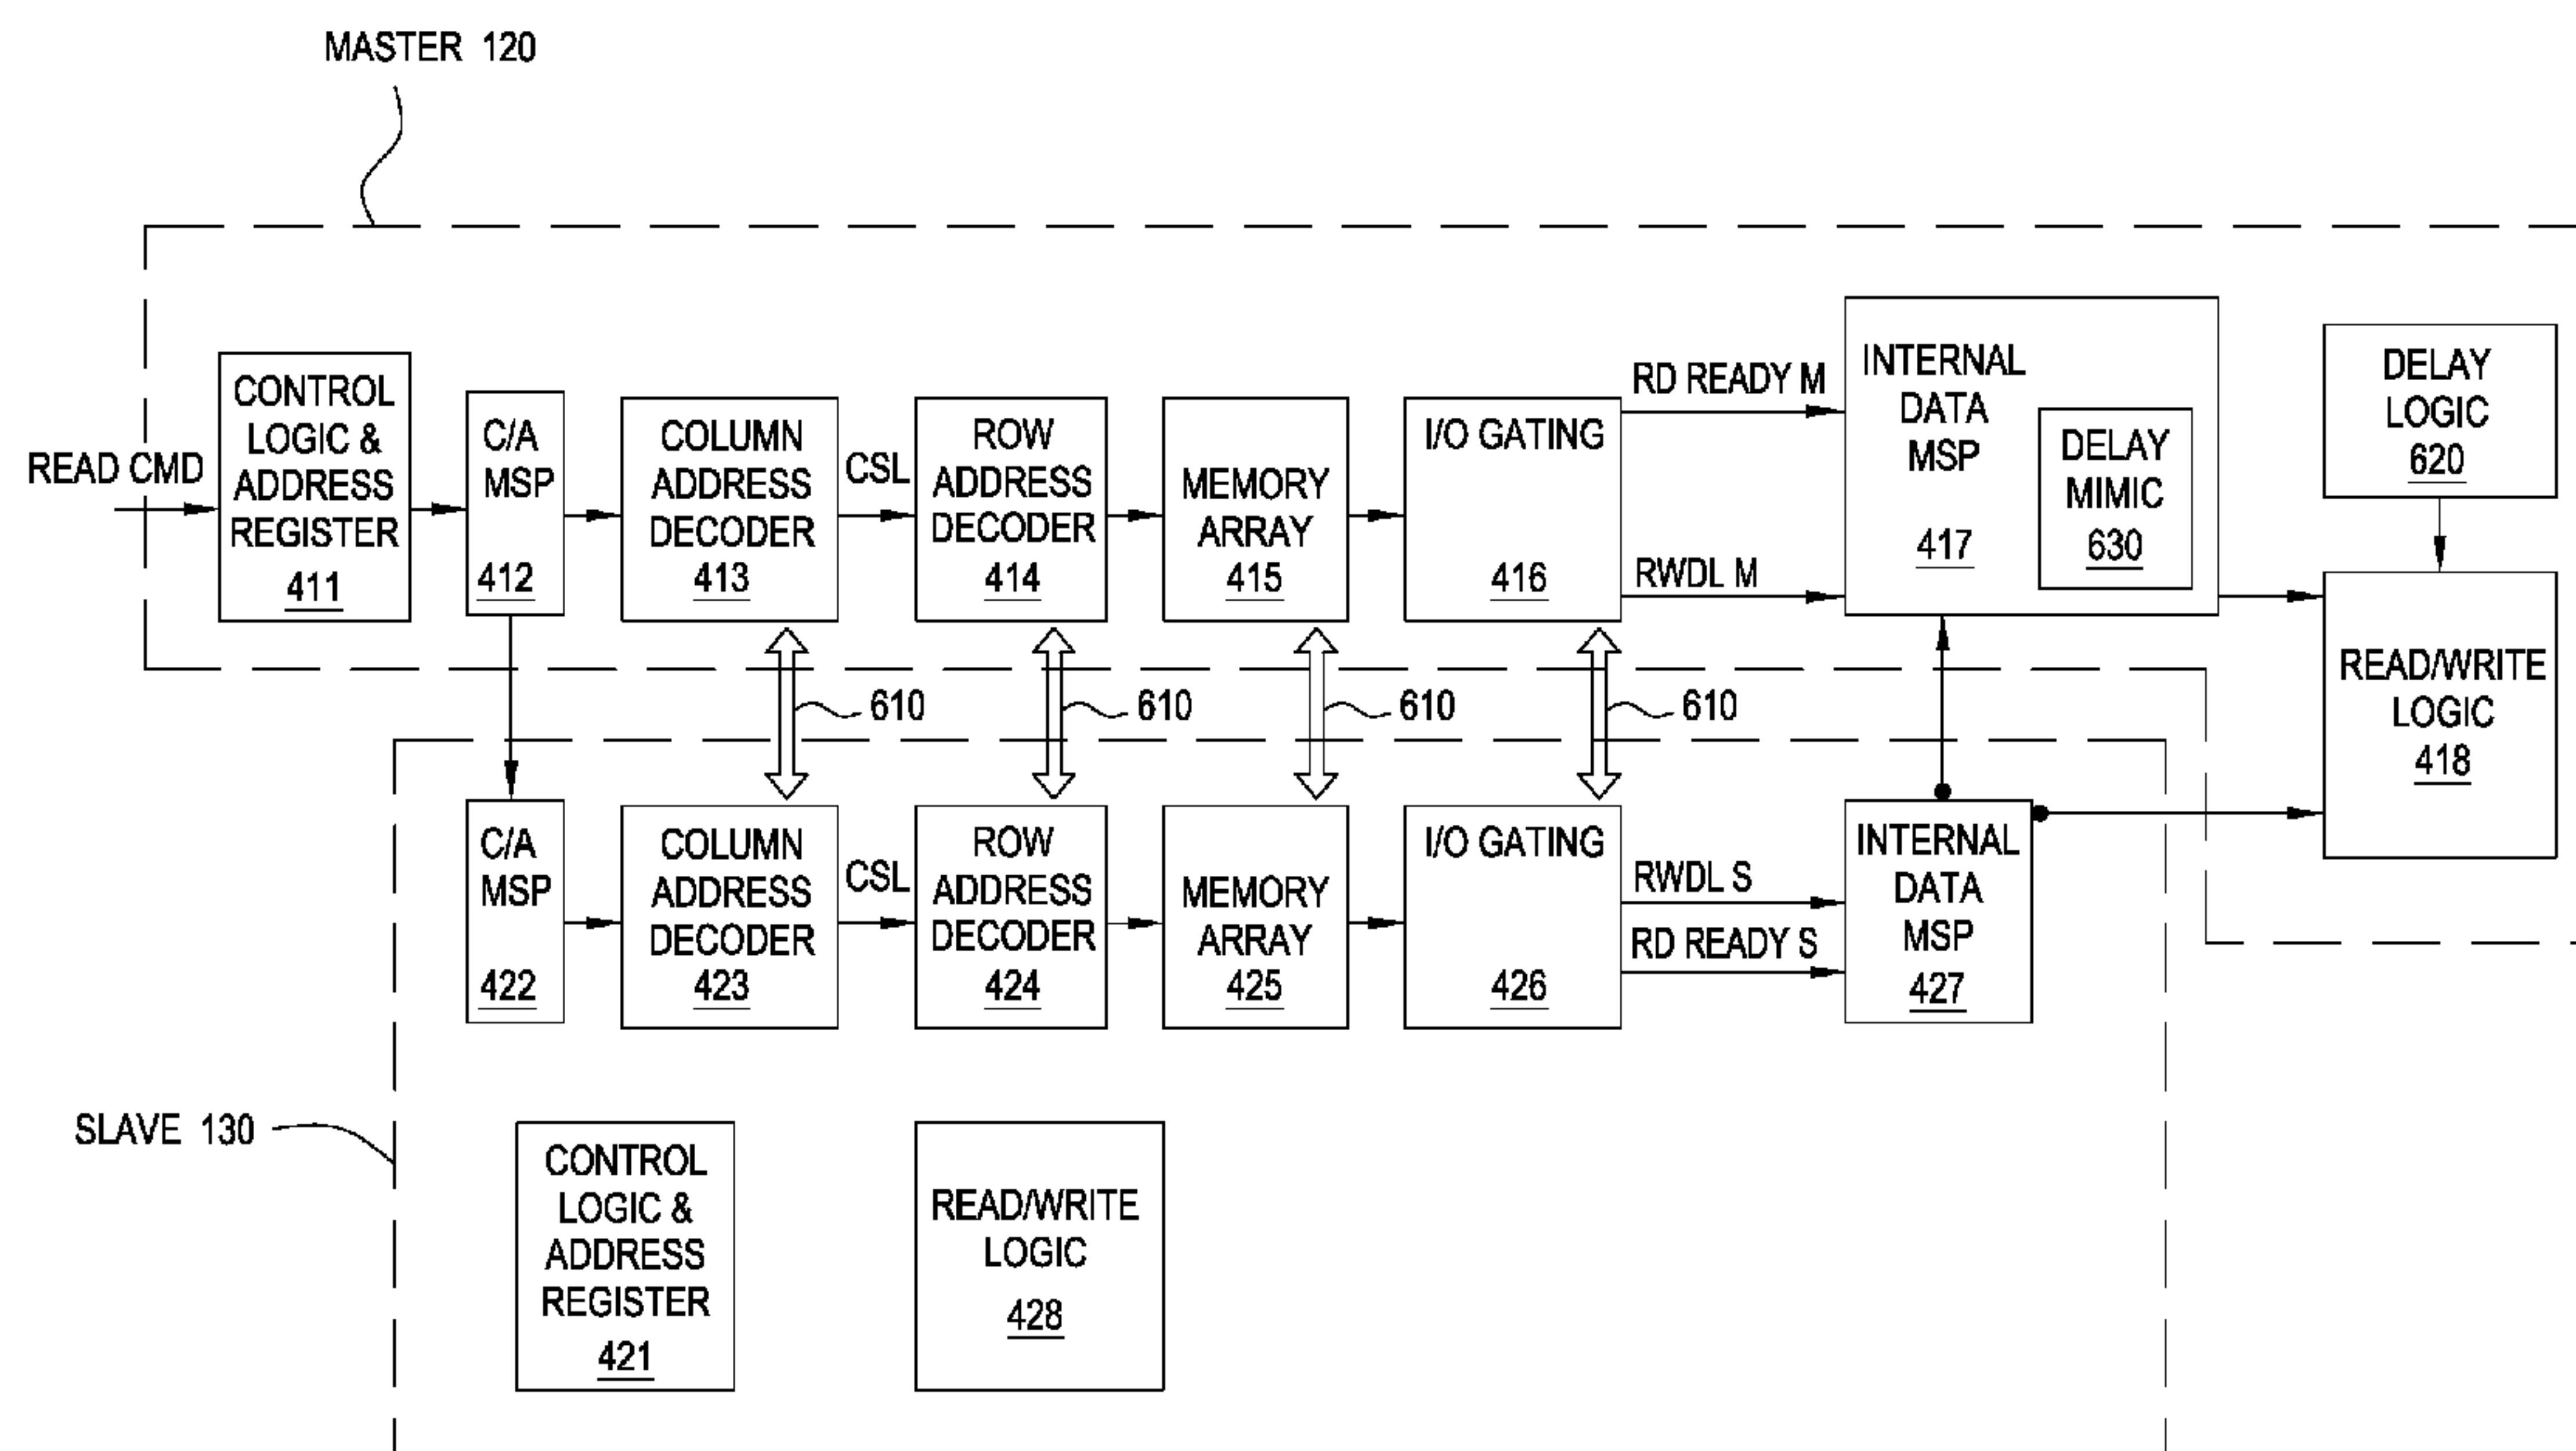 MASTER 120
READ CMD
CONTROL
LOGIC &
ADDRESS
REGISTER
411
C/A
MSP
412
COLUMN
ADDRESS
DECODER
413
CSL
ROW
ADDRESS
DECODER
414
MEMORY
ARRAY
415
I/O GATING
416
RD READY M
RWDL M
INTERNAL
DATA
MSP
417
DELAY
MIMIC
630
DELAY
LOGIC
620
READ/WRITE
LOGIC
418
610
610
610
610
C/A
MSP
422
COLUMN
ADDRESS
DECODER
423
CSL
ROW
ADDRESS
DECODER
424
MEMORY
ARRAY
425
I/O GATING
426
RWDL S
RD READY S
INTERNAL
DATA
MSP
427
SLAVE 130
CONTROL
LOGIC &
ADDRESS
REGISTER
421
READ/WRITE
LOGIC
428